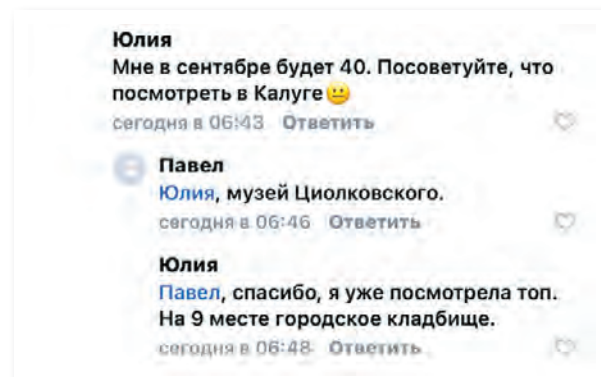 Юлия
Мне в сентябре будет 40. Посоветуйте, что
посмотреть в Калуге😐
сегодня в 06:43 Ответить
Павел
Юлия, музей Циолковского.
сегодня в 06:46 Ответить
Юлия
Павел, спасибо, я уже посмотрела топ.
На 9 месте городское кладбище.
сегодня в 06:48 Ответить